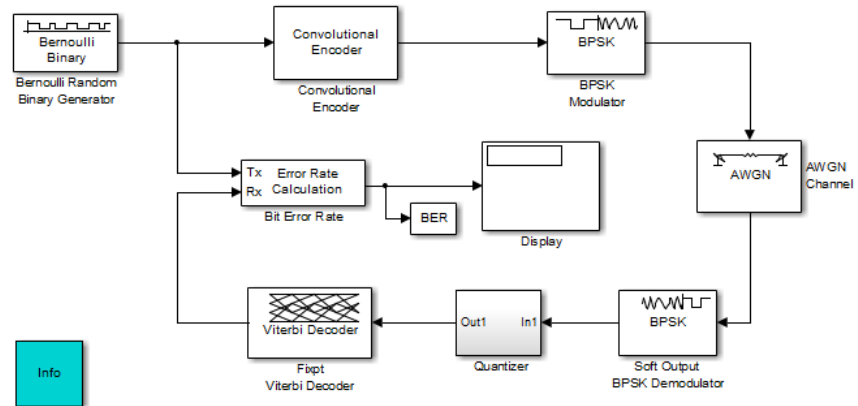 Bernoulli
Binary
Bernoulli Random
Binary Generator
Convolutional
Encoder
Convolutional
Encoder
BPSK
BPSK
Modulator
AWGN
AWGN
Channel
Tx
Rx
Error Rate
Calculation
Bit Error Rate
BER
Display
Viterbi Decoder
Fixpt
Viterbi Decoder
Out1
In1
Quantizer
BPSK
Soft Output
BPSK Demodulator
Info